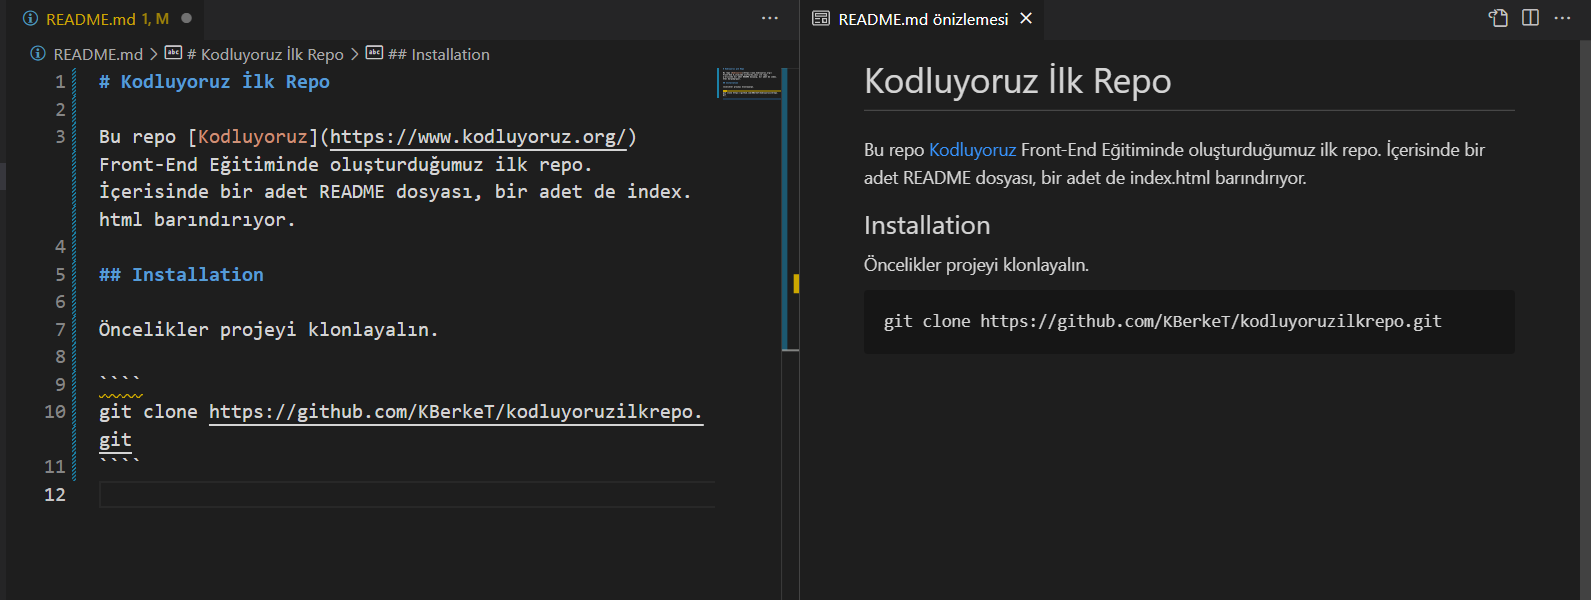 README.md 1, M
README.md > # Kodluyoruz İlk Repo > ## Installation
1 # Kodluyoruz İlk Repo
2
3 Bu repo [Kodluyoruz](https://www.kodluyoruz.org/)
Front-End Eğitiminde oluşturduğumuz ilk repo.
İçerisinde bir adet README dosyası, bir adet de index.
html barındırıyor.
4
5 ## Installation
6
7 Öncelikler projeyi klonlayalın.
8
9 ````
10 git clone https://github.com/KBerkeT/kodluyoruzilkrepo.
git
11 ````
12
README.md önizlemesi
Kodluyoruz İlk Repo
Bu repo Kodluyoruz Front-End Eğitiminde oluşturduğumuz ilk repo. İçerisinde bir
adet README dosyası, bir adet de index.html barındırıyor.
Installation
Öncelikler projeyi klonlayalın.
git clone https://github.com/KBerkeT/kodluyoruzilkrepo.git